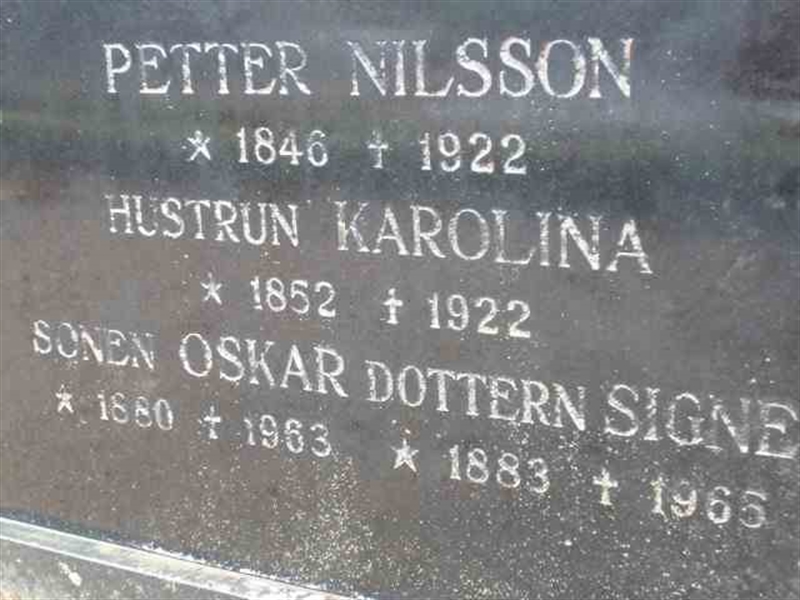 PETTER NILSSON
* 1846 † 1922
HUSTRUN KAROLINA
* 1852 † 1922
SONEN OSKAR DOTTERN SIGNE
* 1880 † 1963 * 1883 † 1965